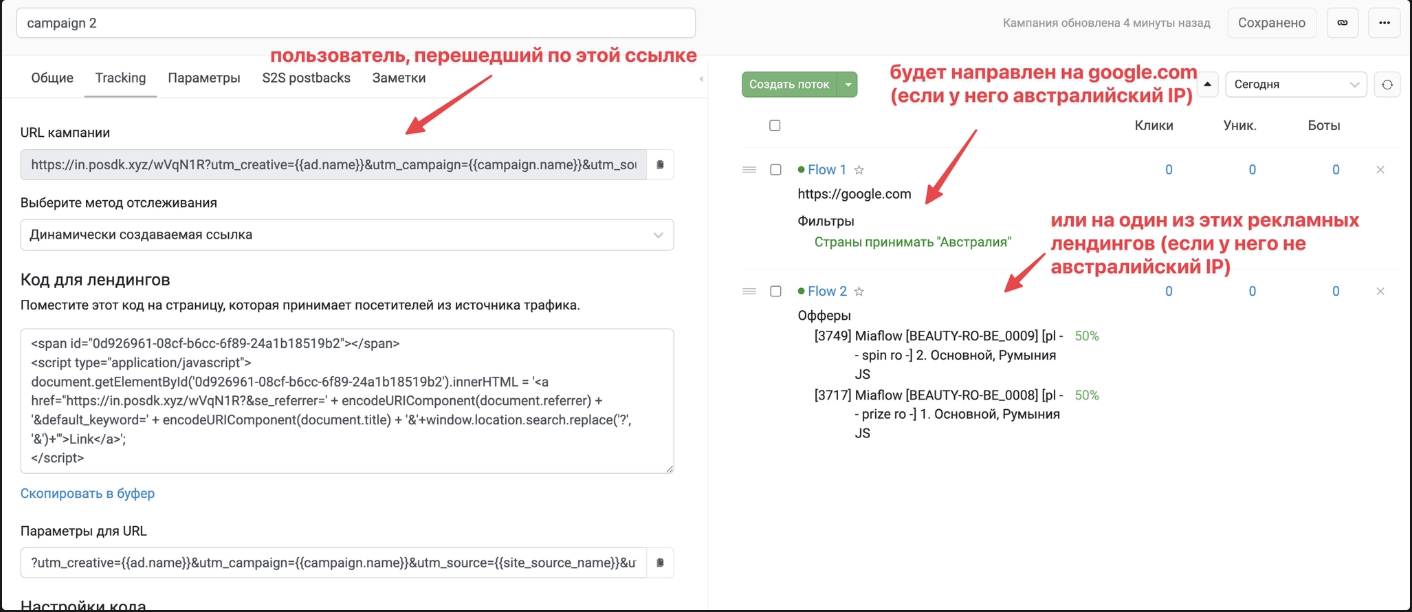 campaign 2
Кампания обновлена 4 минуты назад
Сохранено
пользователь, перешедший по этой ссылке
Общие
Tracking
Параметры
S2S postbacks
Заметки
URL кампании
https://in.posdk.xyz/wVqN1R?utm_creative={{ad.name}}&utm_campaign={{campaign.name}}&utm_sou
Выберите метод отслеживания
Динамически создаваемая ссылка
Код для лендингов
Поместите этот код на страницу, которая принимает посетителей из источника трафика.
<span id="0d926961-08cf-b6cc-6f89-24a1b18519b2"></span>
<script type="application/javascript">
document.getElementById('0d926961-08cf-b6cc-6f89-24a1b18519b2').innerHTML = '<a
href="https://in.posdk.xyz/wVqN1R?&se_referrer=' + encodeURIComponent(document.referrer) +
'&default_keyword=' + encodeURIComponent(document.title) + '&'+window.location.search.replace('?',
'&')+'">Link</a>';
</script>
Скопировать в буфер
Параметры для URL
?utm_creative={{ad.name}}&utm_campaign={{campaign.name}}&utm_source={{site_source_name}}&u
Настройки кода
Создать поток
будет направлен на google.com
(если у него австралийский IP)
Сегодня
Клики
Уник.
Боты
Flow 1
0
0
0
https://google.com
Фильтры
Страны принимать "Австралия"
или на один из этих рекламных
лендингов (если у него не
австралийский IP)
Flow 2
0
0
0
Офферы
[3749] Miaflow [BEAUTY-RO-BE_0009] [pl - 50%
- spin ro -] 2. Основной, Румыния
JS
[3717] Miaflow [BEAUTY-RO-BE_0008] [pl - 50%
- prize ro -] 1. Основной, Румыния
JS